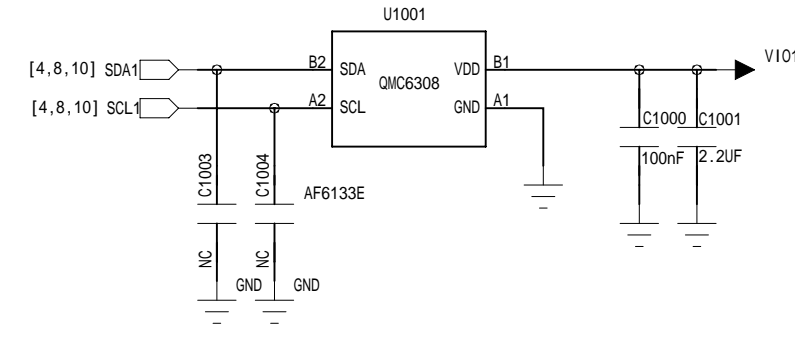 U1001
[4,8,10] SDA1 B2 SDA VDD B1 VIO1
QMC6308
[4,8,10] SCL1 A2 SCL GND A1
C1000 C1001
100nF 2.2UF
C1003 C1004
AF6133E
NC NC
GND GND